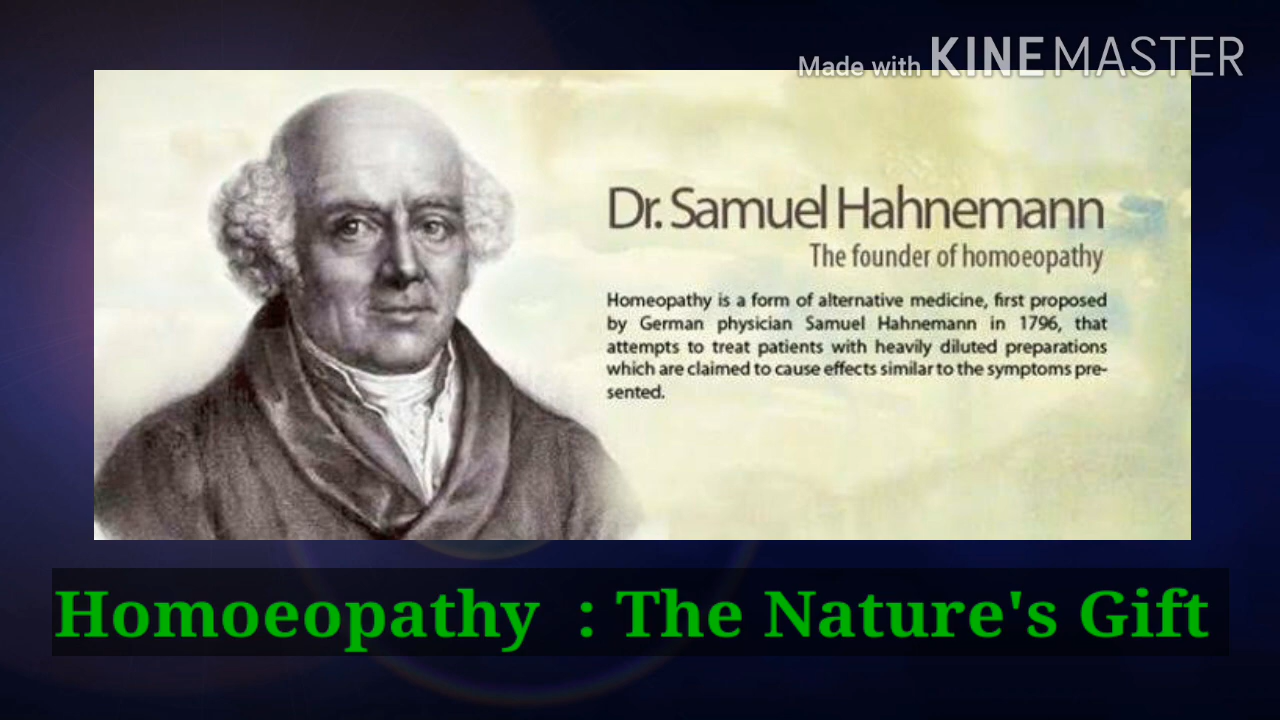 Made with KINEMASTER
Dr. Samuel Hahnemann
The founder of homoeopathy
Homeopathy is a form of alternative medicine, first proposed
by German physician Samuel Hahnemann in 1796, that
attempts to treat patients with heavily diluted preparations
which are claimed to cause effects similar to the symptoms pre-
sented.
Homoeopathy : The Nature's Gift